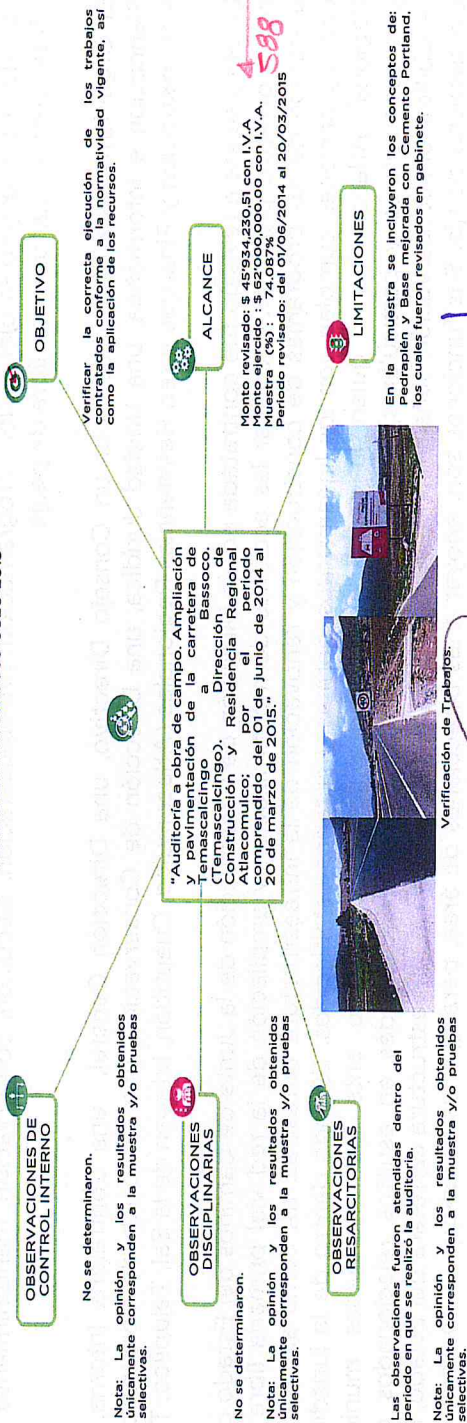 OBSERVACIONES DE
CONTROL INTERNO
No se determinaron.
Nota: La opinión y los resultados obtenidos
únicamente corresponden a la muestra y/o pruebas
selectivas.
OBSERVACIONES
DISCIPLINARIAS
No se determinaron.
Nota: La opinión y los resultados obtenidos
únicamente corresponden a la muestra y/o pruebas
selectivas.
OBSERVACIONES
RESARCITORIAS
Las observaciones fueron atendidas dentro del
periodo en que se realizó la auditoria.
Nota: La opinión y los resultados obtenidos
únicamente corresponden a la muestra y/o pruebas
selectivas.
"Auditoría a obra de campo. Ampliación
y pavimentación de la carretera de
Temascalcingo a Bassoco.
(Temascalcingo). Dirección de
Construcción y Residencia Regional
Atlacomulco; por el periodo
comprendido del 01 de junio de 2014 al
20 de marzo de 2015."
Verificación de Trabajos.
OBJETIVO
Verificar la correcta ejecución de los trabajos
contratados conforme a la normatividad vigente, así
como la aplicación de los recursos.
ALCANCE
Monto revisado: $ 45'934,230.51 con I.V.A
Monto ejercido : $ 62'000,000.00 con I.V.A.
Muestra (%) : 74.087%
Periodo revisado: del 01/06/2014 al 20/03/2015
588
LIMITACIONES
En la muestra se incluyeron los conceptos de:
Pedraplén y Base mejorada con Cemento Portland,
los cuales fueron revisados en gabinete.